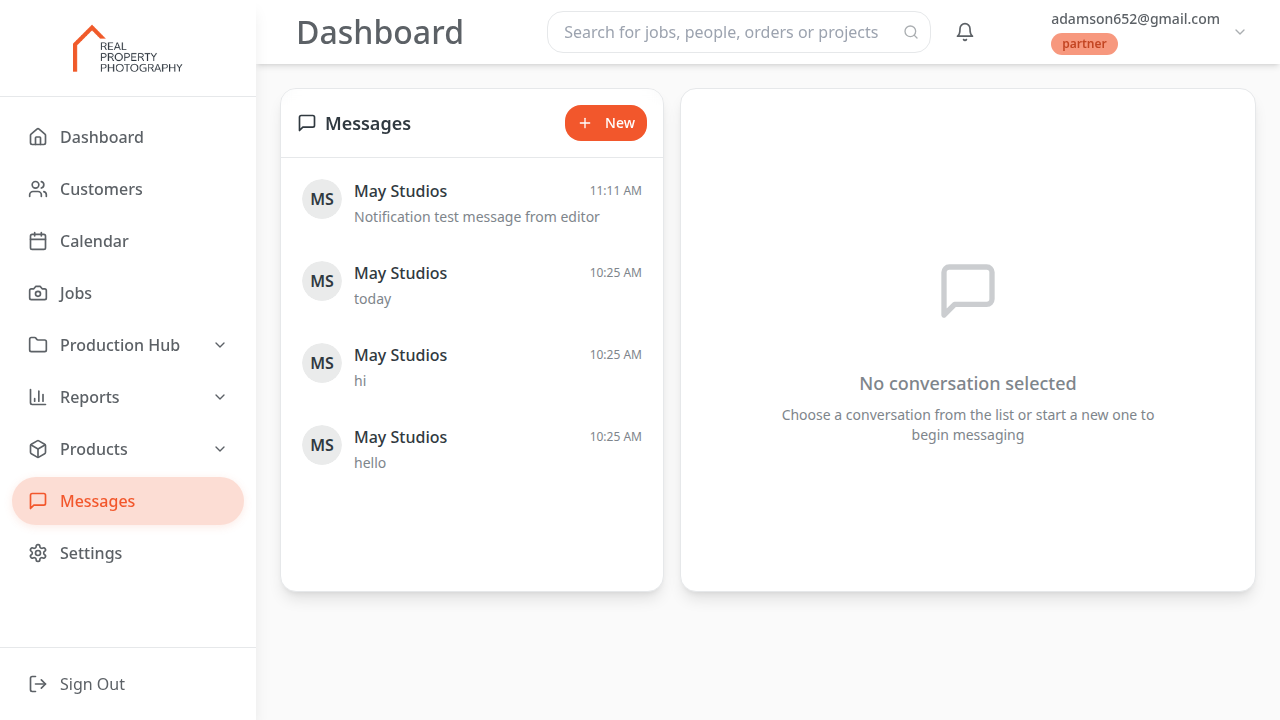 REAL
PROPERTY
PHOTOGRAPHY
Dashboard
Customers
Calendar
Jobs
Production Hub
Reports
Products
Messages
Settings
Sign Out
Dashboard
Search for jobs, people, orders or projects
adamson652@gmail.com
partner
Messages
New
MS
May Studios
11:11 AM
Notification test message from editor
MS
May Studios
10:25 AM
today
MS
May Studios
10:25 AM
hi
MS
May Studios
10:25 AM
hello
No conversation selected
Choose a conversation from the list or start a new one to
begin messaging